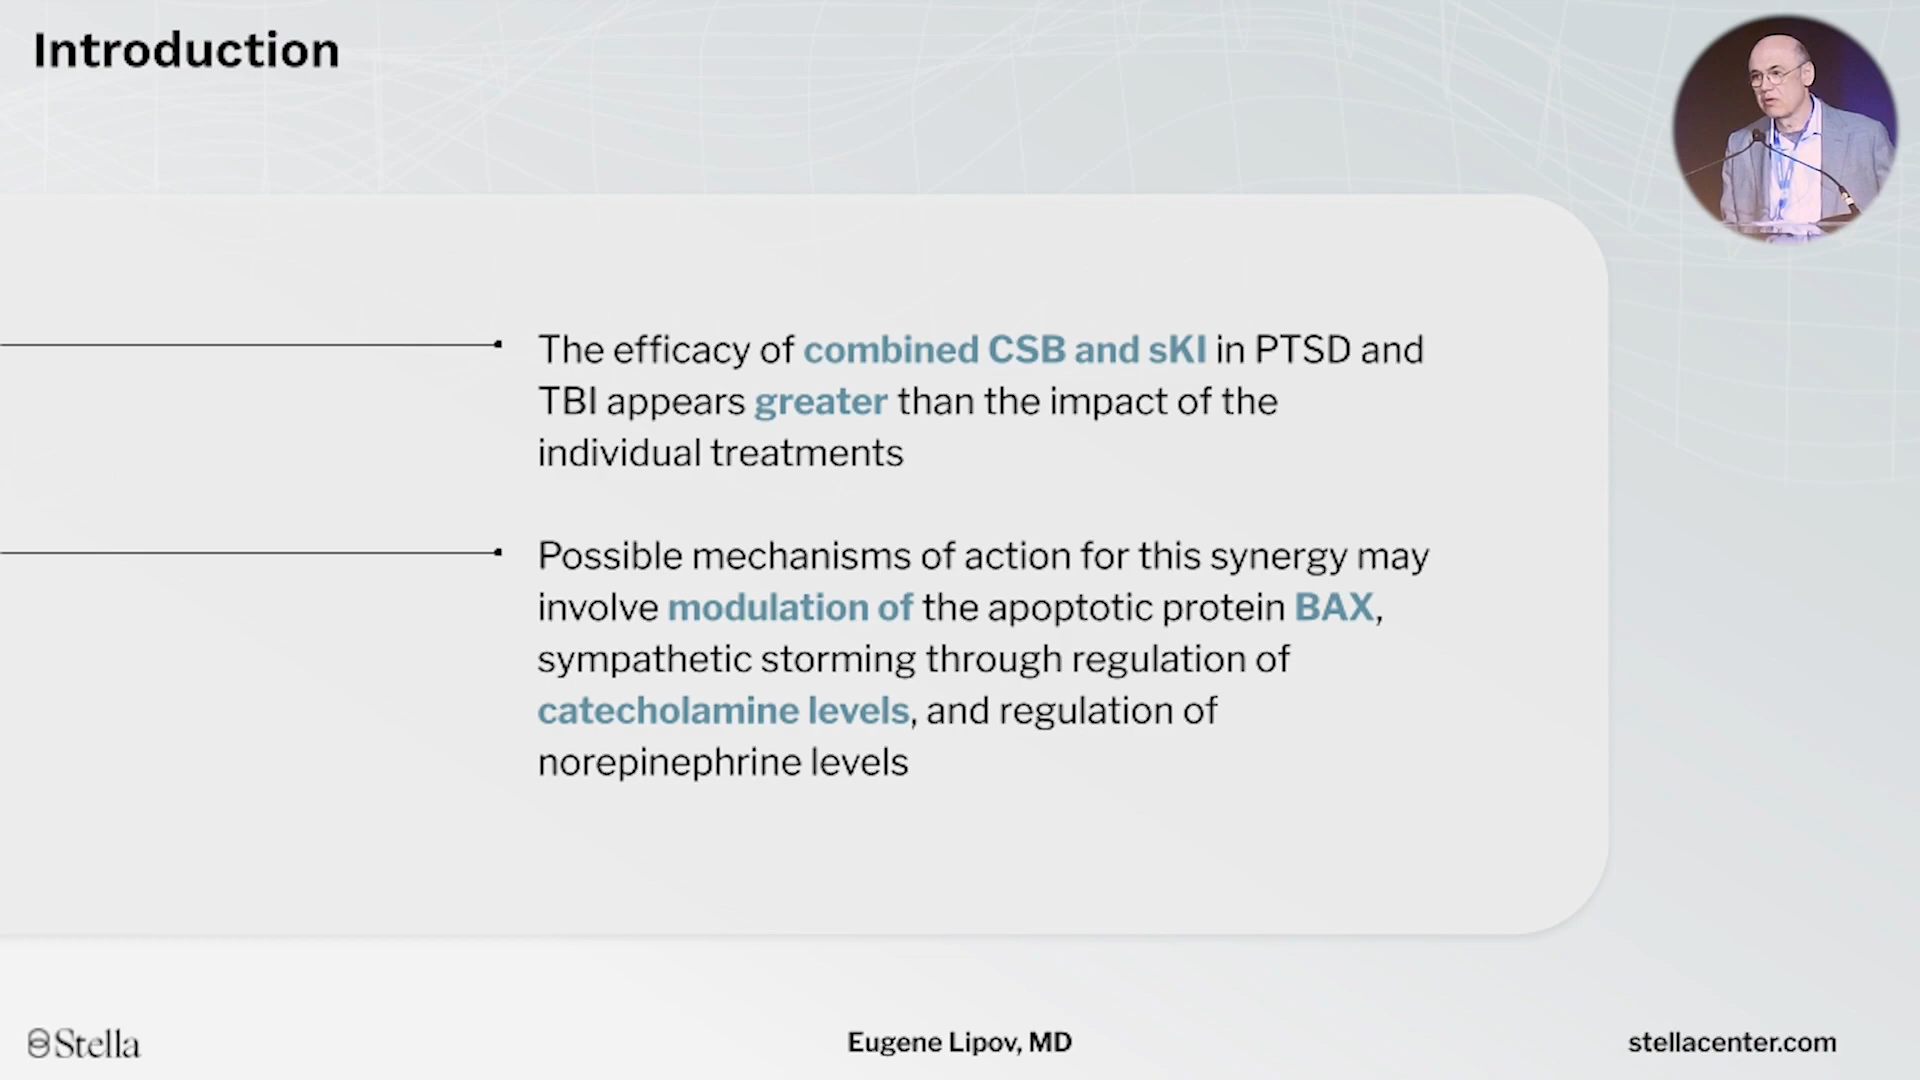 Introduction
The efficacy of combined CSB and sKI in PTSD and
TBI appears greater than the impact of the
individual treatments
Possible mechanisms of action for this synergy may
involve modulation of the apoptotic protein BAX,
sympathetic storming through regulation of
catecholamine levels, and regulation of
norepinephrine levels
Stella
Eugene Lipov, MD
stellacenter.com